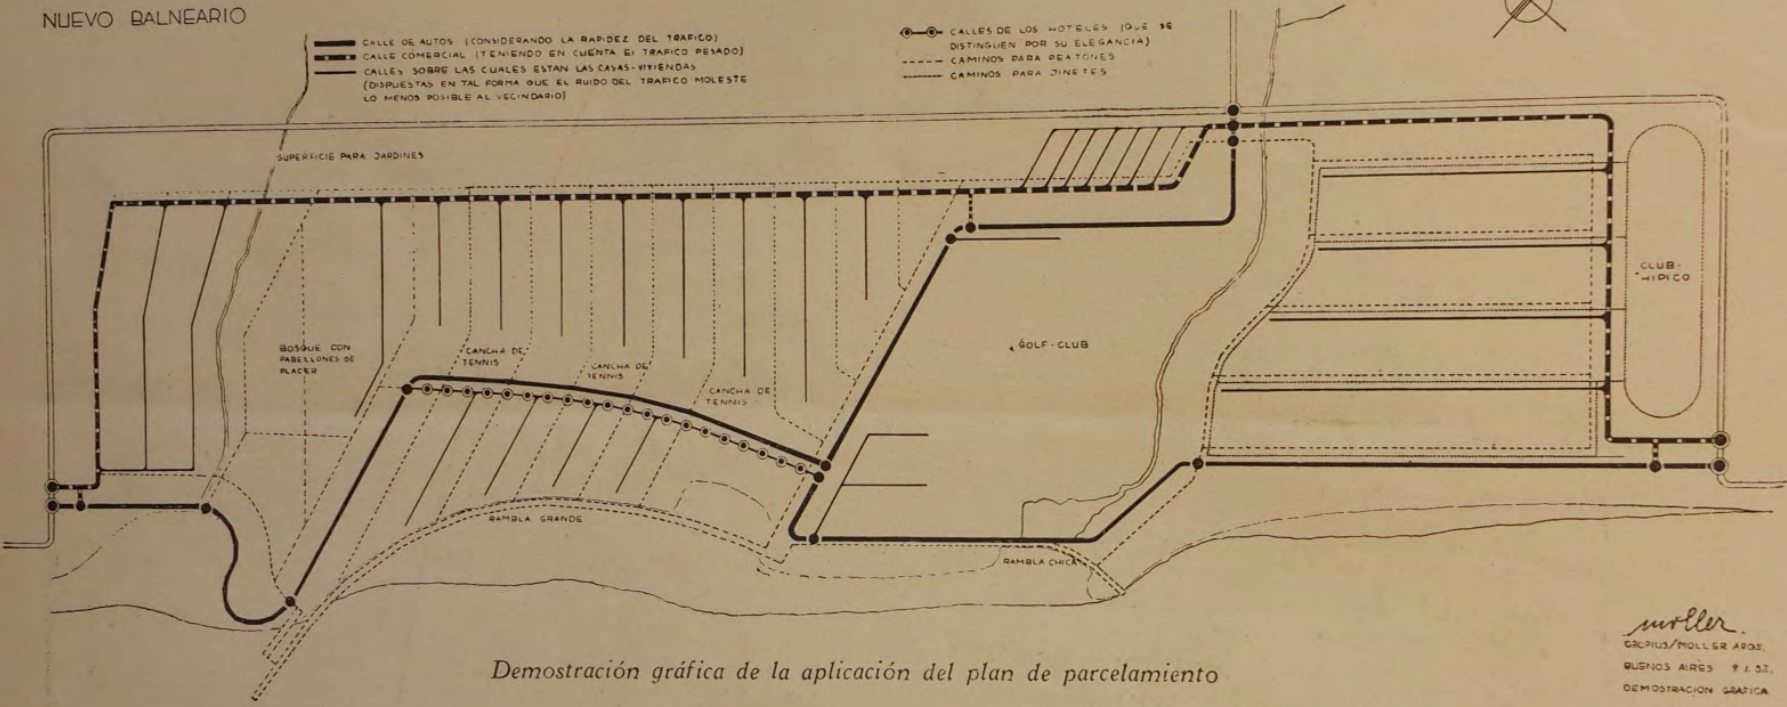 NUEVO BALNEARIO
CALLE DE AUTOS (CONSIDERANDO LA RAPIDEZ DEL TRAFICO)
CALLE COMERCIAL (TENIENDO EN CUENTA EL TRAFICO PESADO)
CALLES SOBRE LAS CUALES ESTAN LAS CASAS-VIVIENDAS
(DISPUESTAS EN TAL FORMA QUE EL RUIDO DEL TRAFICO MOLESTE
LO MENOS POSIBLE AL VECINDARIO)
CALLES DE LOS HOTELES (QUE SE
DISTINGUEN POR SU ELEGANCIA)
CAMINOS PARA PEATONES
CAMINOS PARA JINETES
SUPERFICIE PARA JARDINES
CLUB-
HIPICO
BOSQUE CON
PABELLONES DE
PLACER
CANCHA DE
TENNIS
CANCHA DE
TENNIS
CANCHA DE
TENNIS
GOLF-CLUB
RAMBLA GRANDE
RAMBLA CHICA
moller.
GROPIUS/MOLLER ARQS.
BUENOS AIRES 9.1.32.
DEMOSTRACION GRAFICA
Demostración gráfica de la aplicación del plan de parcelamiento